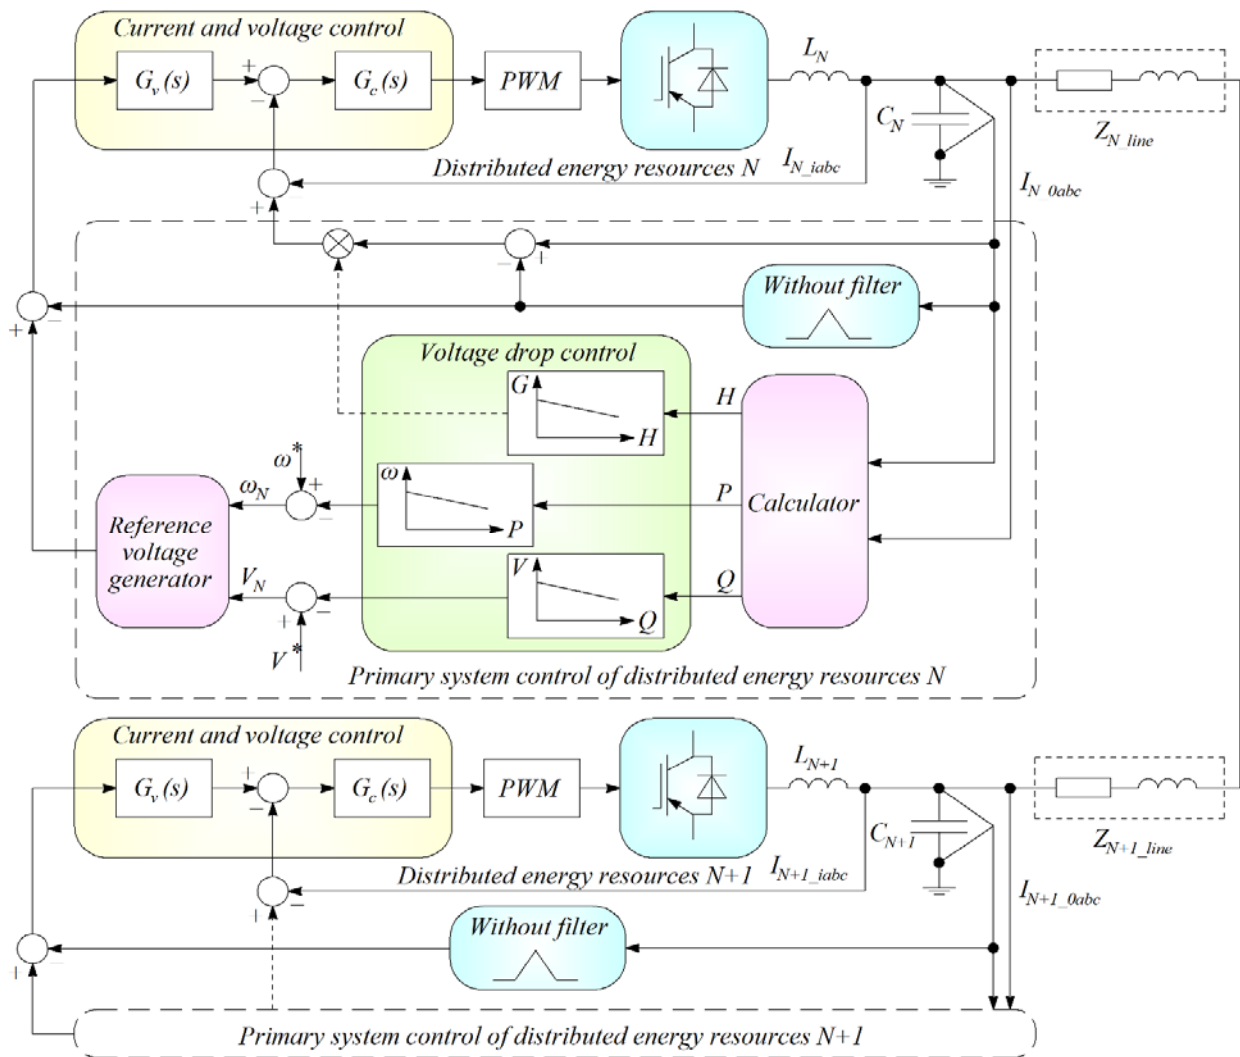 Current and voltage control
G_v(s)
+
−
G_c(s)
PWM
L_N
C_N
Z_N_line
Distributed energy resources N
I_N_iabc
I_N_0abc
+
−
+
Without filter
+
−
Voltage drop control
G
H
H
ω*
ω_N
+
−
ω
P
P
Calculator
Reference
voltage
generator
V_N
+
−
V*
V
Q
Q
Primary system control of distributed energy resources N
Current and voltage control
G_v(s)
+
−
G_c(s)
PWM
L_N+1
C_N+1
Z_N+1_line
Distributed energy resources N+1
I_N+1_iabc
I_N+1_0abc
+
−
Without filter
+
−
Primary system control of distributed energy resources N+1